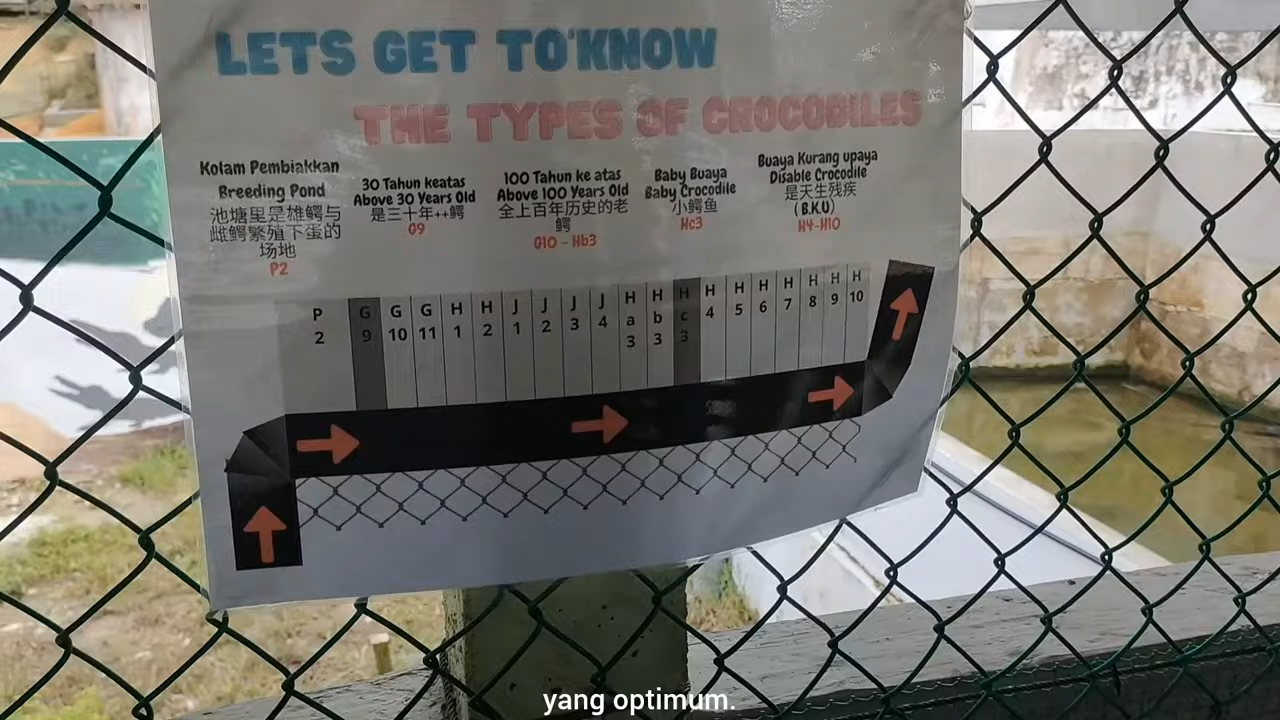 LETS GET TO'KNOW
THE TYPES OF CROCODILES
Kolam Pembiakkan
Breeding Pond
池塘里是雄鳄与
雌鳄繁殖下蛋的
场地
P2
30 Tahun keatas
Above 30 Years Old
是三十年++鳄
G9
100 Tahun ke atas
Above 100 Years Old
全上百年历史的老
鳄
G10 - Hb3
Baby Buaya
Baby Crocodile
小鳄鱼
Hc3
Buaya Kurang upaya
Disable Crocodile
是天生残疾
(B.K.U)
H4-H10
P 2
G 9
G 10
G 11
H 1
H 2
J 1
J 2
J 3
J 4
H a 3
H b 3
H c 3
H 4
H 5
H 6
H 7
H 8
H 9
H 10
yang optimum.